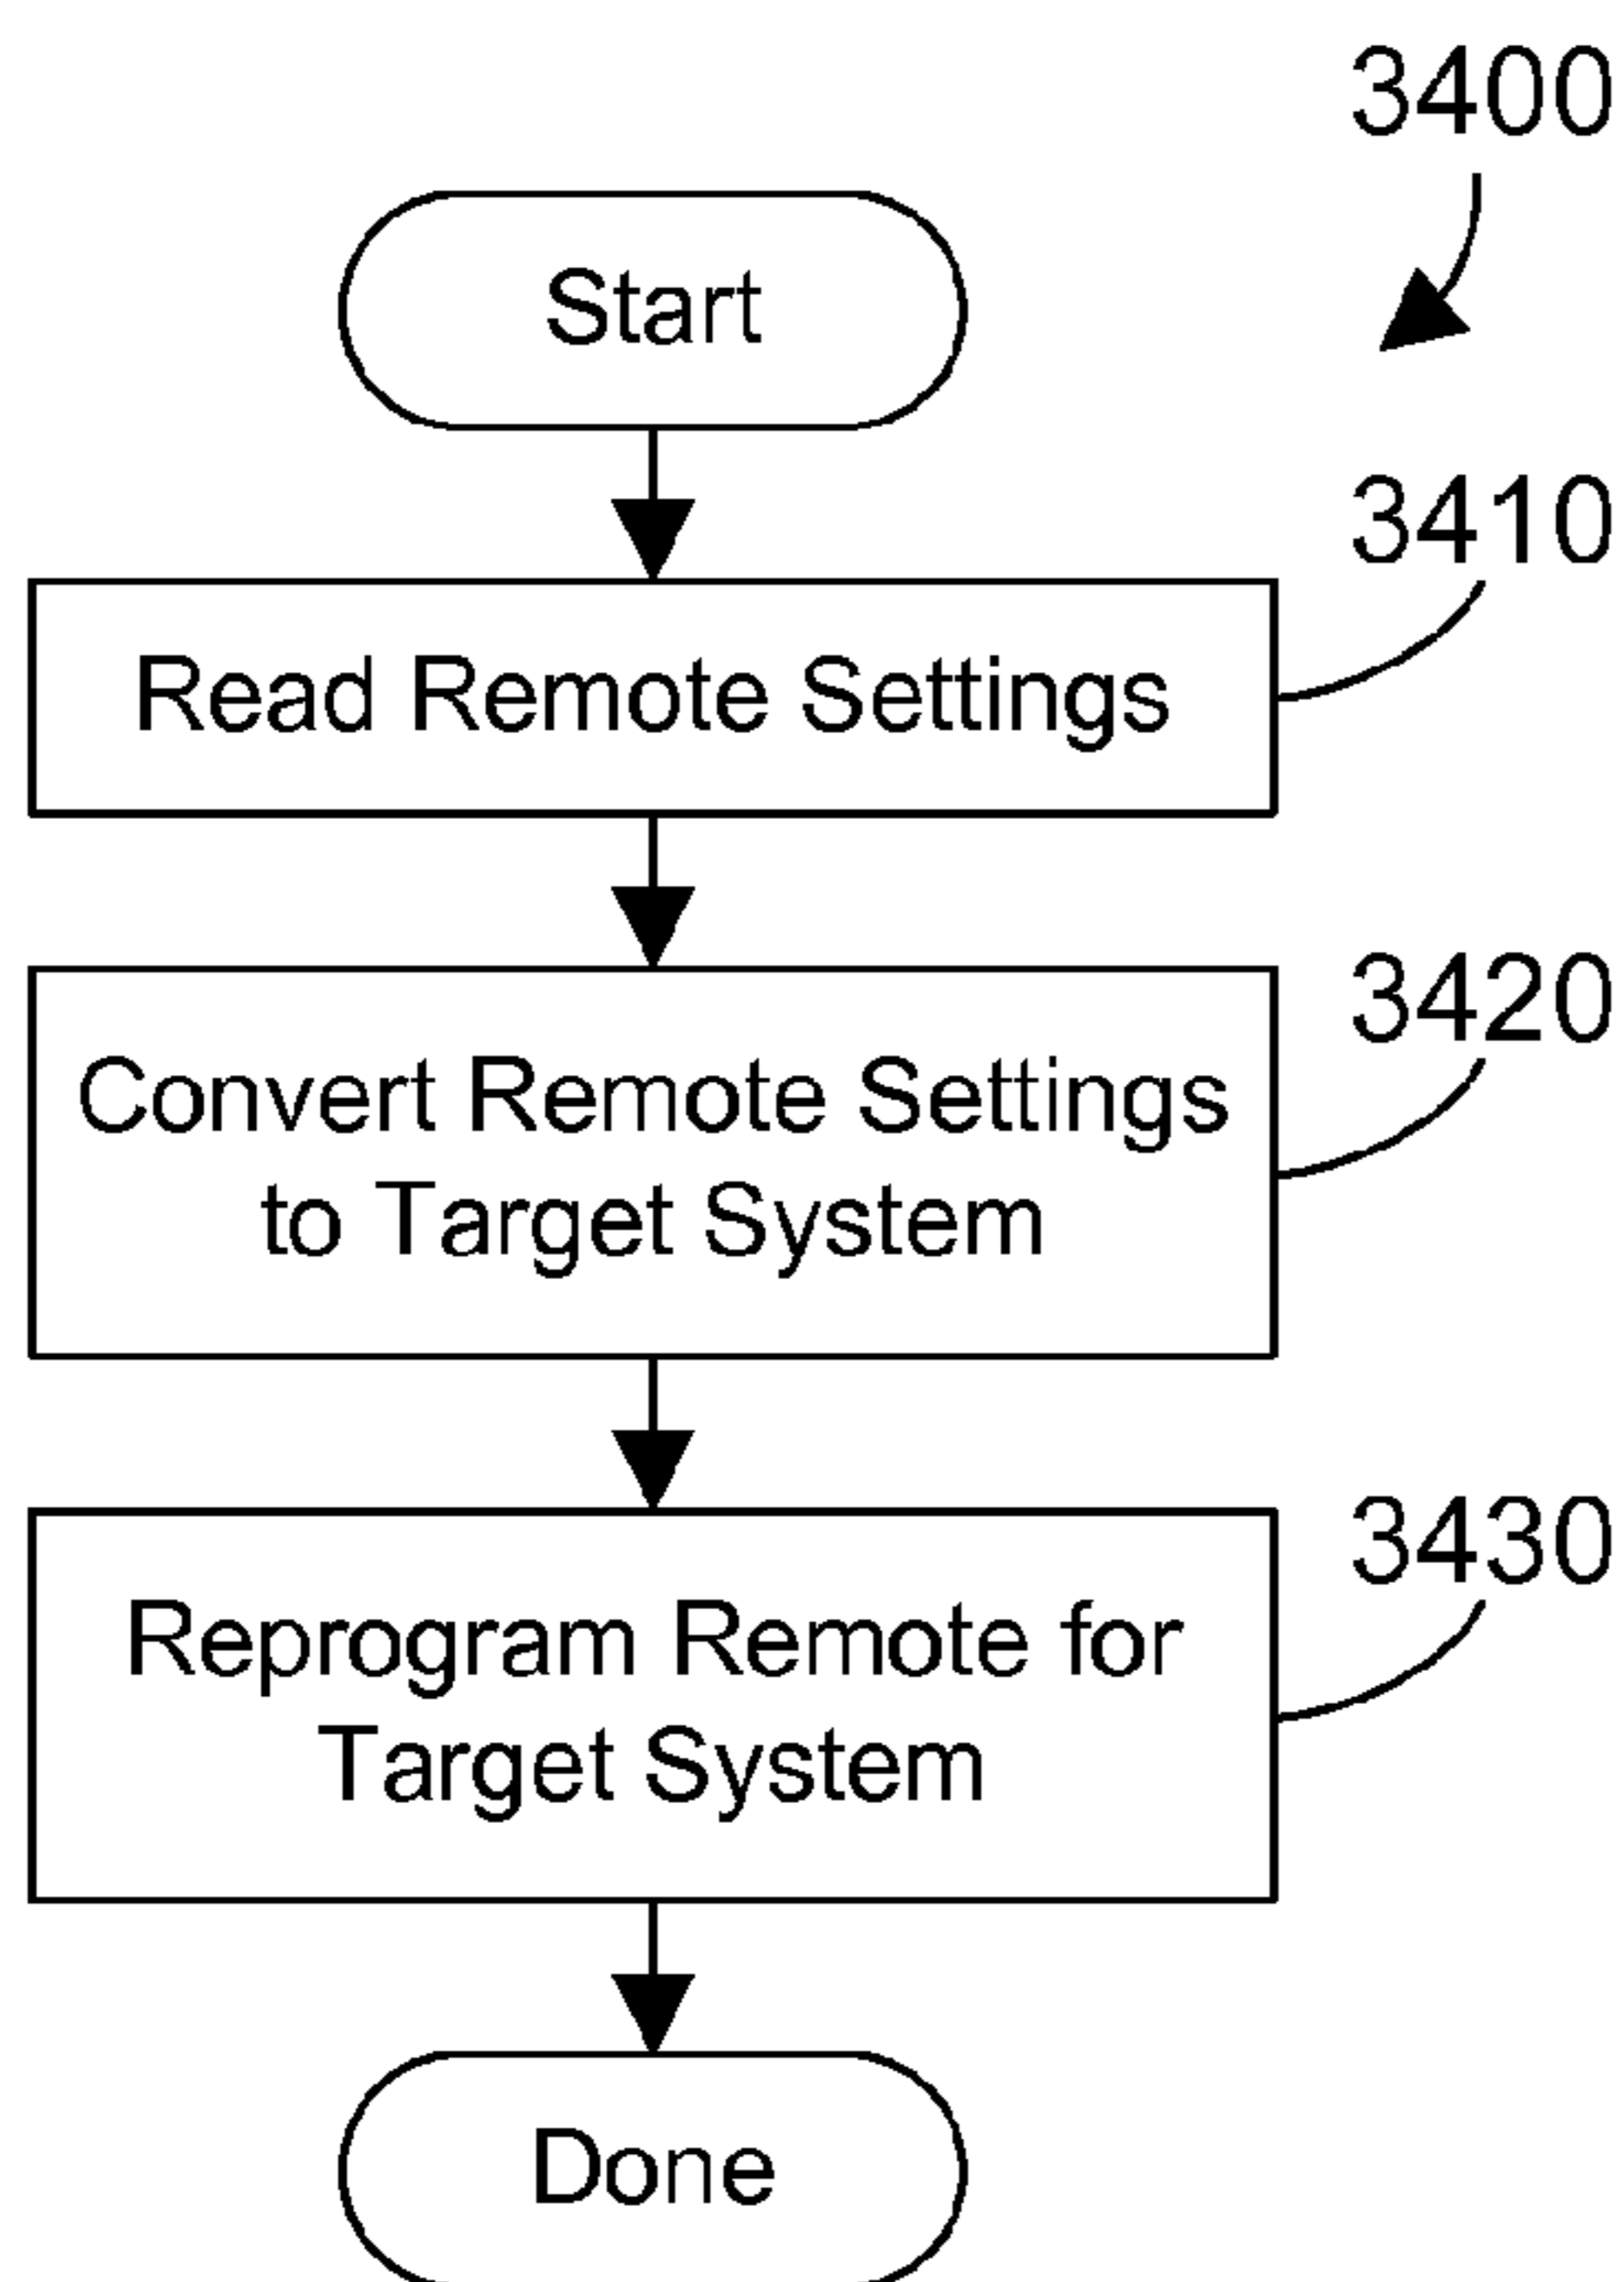 3400
Start
3410
Read Remote Settings
3420
Convert Remote Settings
to Target System
3430
Reprogram Remote for
Target System
Done